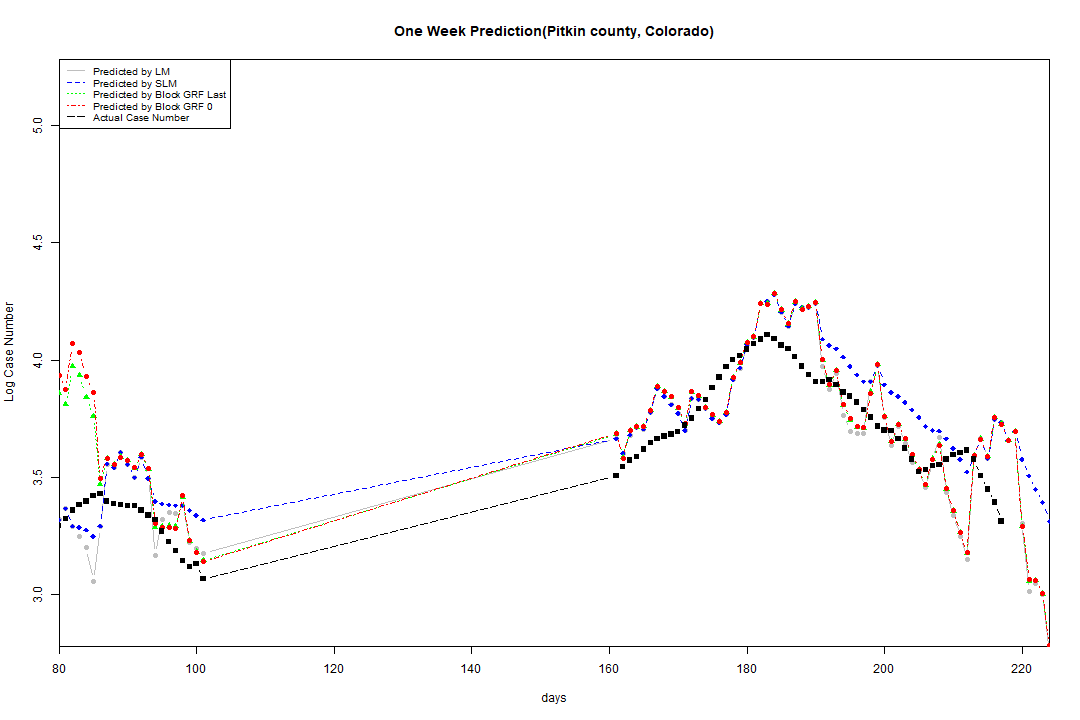 One Week Prediction(Pitkin county, Colorado)
Predicted by LM
Predicted by SLM
Predicted by Block GRF Last
Predicted by Block GRF 0
Actual Case Number
5.0
4.5
4.0
3.5
3.0
Log Case Number
80 100 120 140 160 180 200 220
days